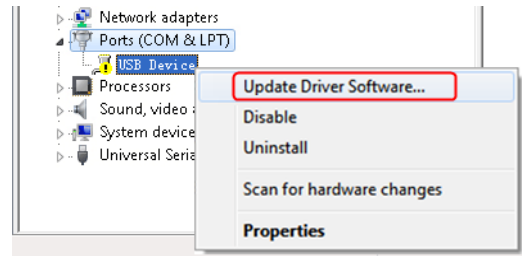 Network adapters
Ports (COM & LPT)
USB Device
Processors
Sound, video
System device
Universal Seria
Update Driver Software...
Disable
Uninstall
Scan for hardware changes
Properties